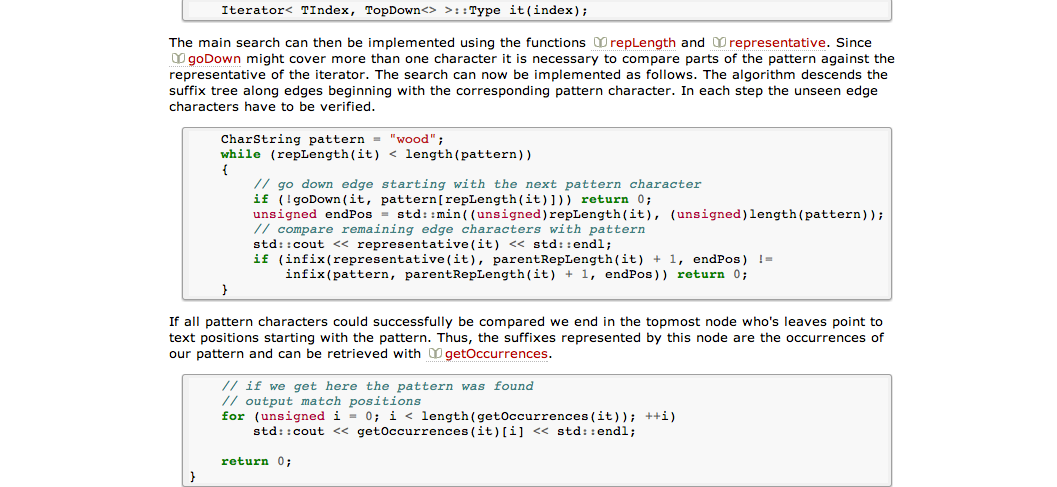 Iterator< TIndex, TopDown<> >::Type it(index);
The main search can then be implemented using the functions repLength and representative. Since
goDown might cover more than one character it is necessary to compare parts of the pattern against the
representative of the iterator. The search can now be implemented as follows. The algorithm descends the
suffix tree along edges beginning with the corresponding pattern character. In each step the unseen edge
characters have to be verified.
CharString pattern = "wood";
while (repLength(it) < length(pattern))
{
// go down edge starting with the next pattern character
if (!goDown(it, pattern[repLength(it)])) return 0;
unsigned endPos = std::min((unsigned)repLength(it), (unsigned)length(pattern));
// compare remaining edge characters with pattern
std::cout << representative(it) << std::endl;
if (infix(representative(it), parentRepLength(it) + 1, endPos) !=
infix(pattern, parentRepLength(it) + 1, endPos)) return 0;
}
If all pattern characters could successfully be compared we end in the topmost node who's leaves point to
text positions starting with the pattern. Thus, the suffixes represented by this node are the occurrences of
our pattern and can be retrieved with getOccurrences.
// if we get here the pattern was found
// output match positions
for (unsigned i = 0; i < length(getOccurrences(it)); ++i)
std::cout << getOccurrences(it)[i] << std::endl;
return 0;
}